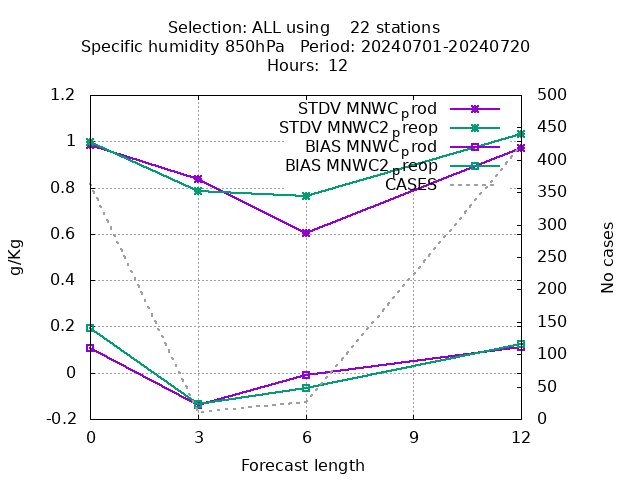 Selection: ALL using    22 stations
Specific humidity 850hPa   Period: 20240701-20240720
Hours:  12
STDV MNWC_prod
STDV MNWC2_preop
BIAS MNWC_prod
BIAS MNWC2_preop
CASES
1.2
1
0.8
0.6
0.4
0.2
0
-0.2
g/Kg
500
450
400
350
300
250
200
150
100
50
0
No cases
0
3
6
9
12
Forecast length